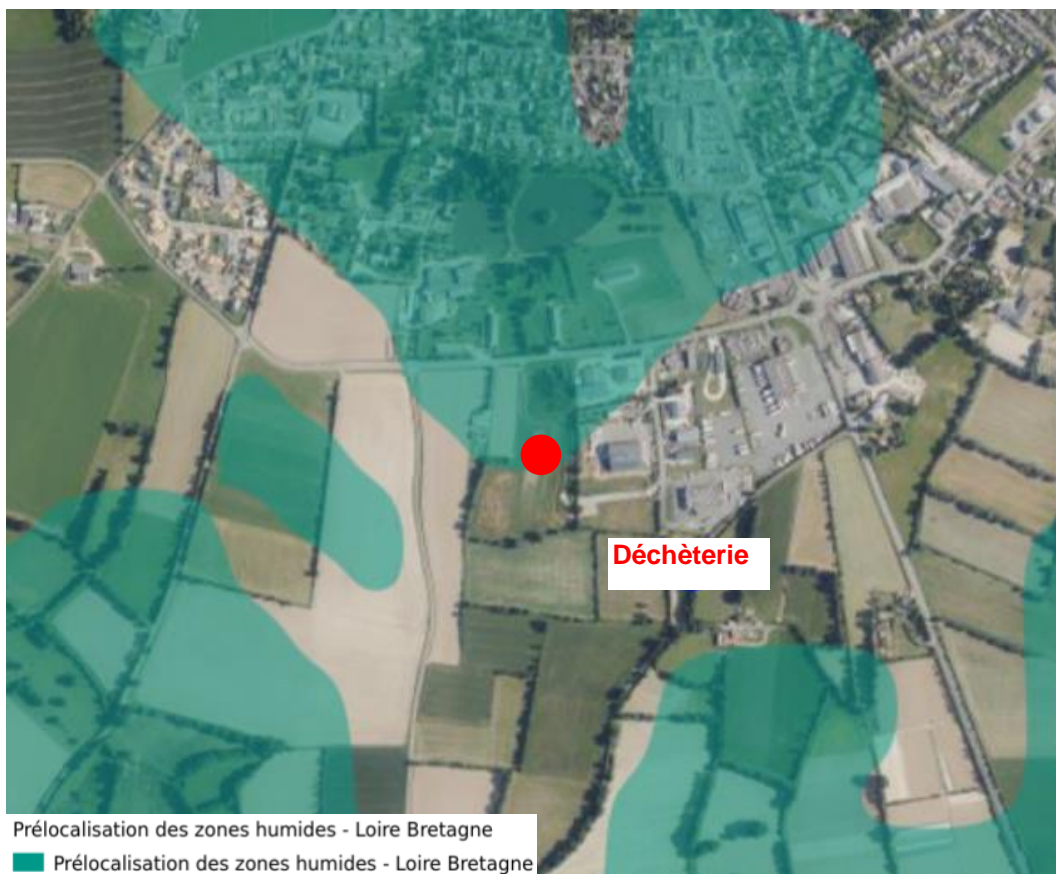 Déchèterie
Prélocalisation des zones humides - Loire Bretagne
Prélocalisation des zones humides - Loire Bretagne